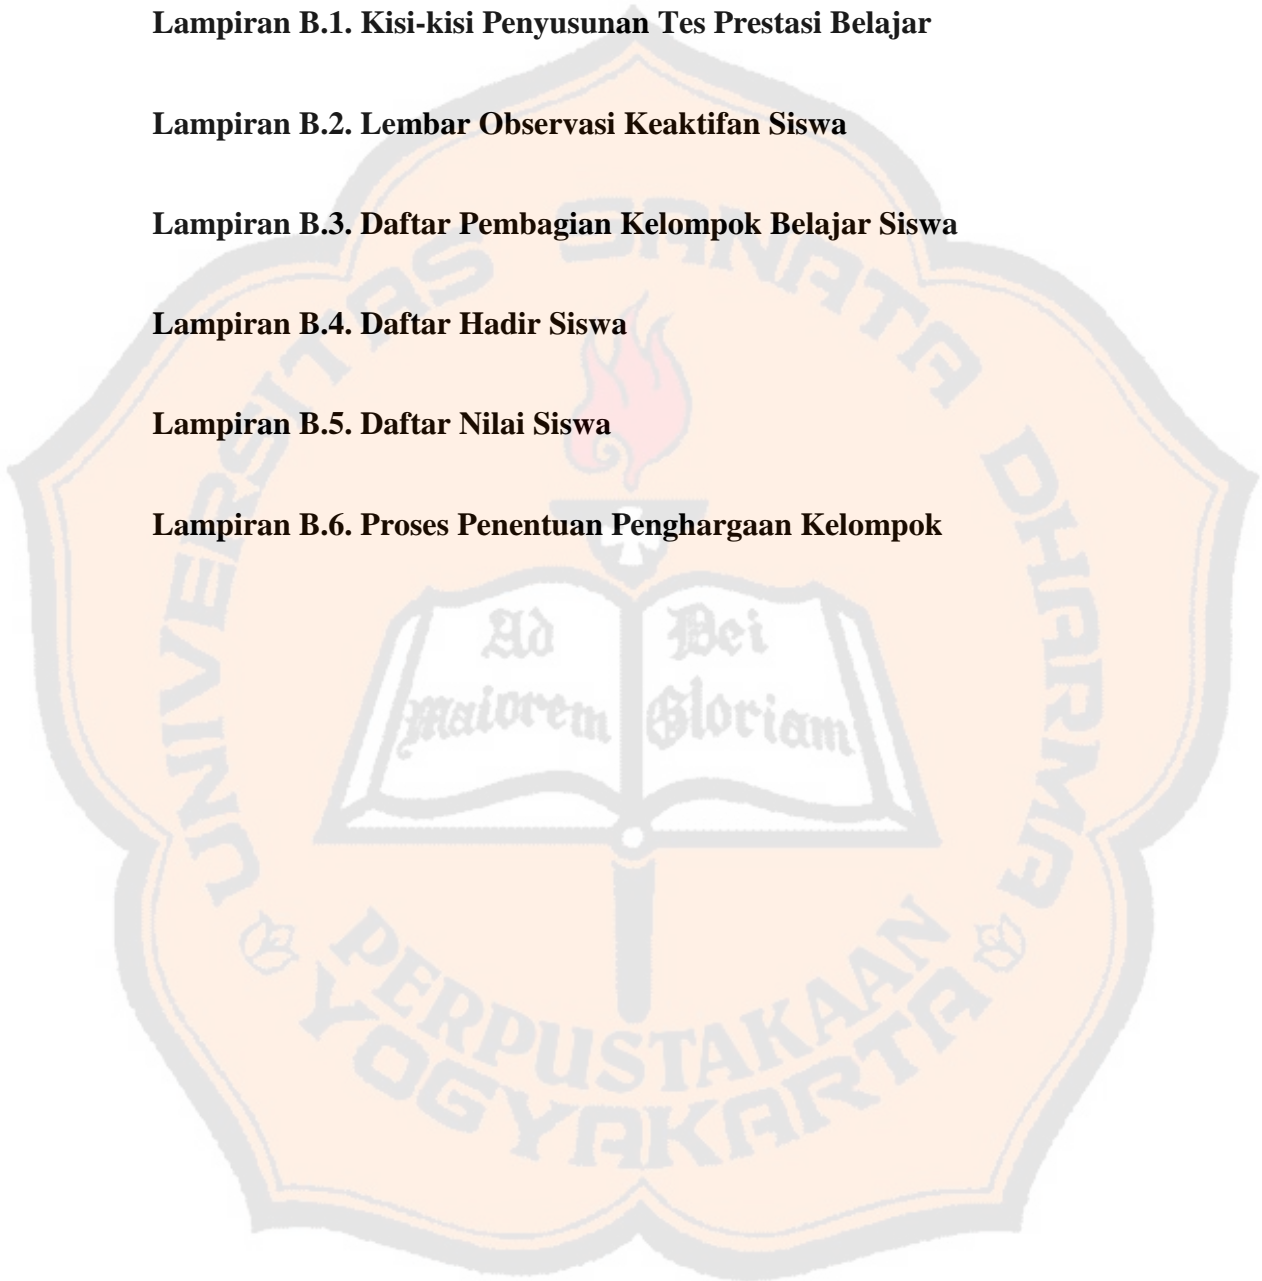 Lampiran B.1. Kisi-kisi Penyusunan Tes Prestasi Belajar
Lampiran B.2. Lembar Observasi Keaktifan Siswa
Lampiran B.3. Daftar Pembagian Kelompok Belajar Siswa
Lampiran B.4. Daftar Hadir Siswa
Lampiran B.5. Daftar Nilai Siswa
Lampiran B.6. Proses Penentuan Penghargaan Kelompok
UNIVERSITAS SANATA DHARMA
Ad Dei
Maiorem Gloriam
PERPUSTAKAAN
YOGYAKARTA